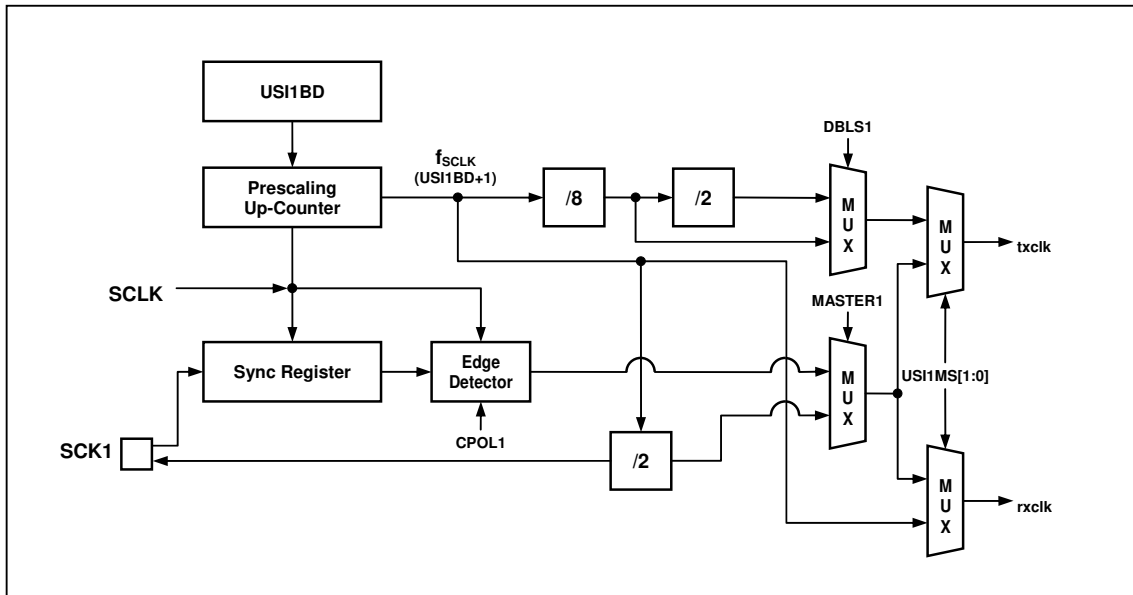 USI1BD
DBLS1
fSCLK
(USI1BD+1)
Prescaling
Up-Counter
/8
/2
M
U
X
M
U
X
txclk
SCLK
MASTER1
Sync Register
Edge
Detector
M
U
X
USI1MS[1:0]
CPOL1
SCK1
/2
M
U
X
rxclk